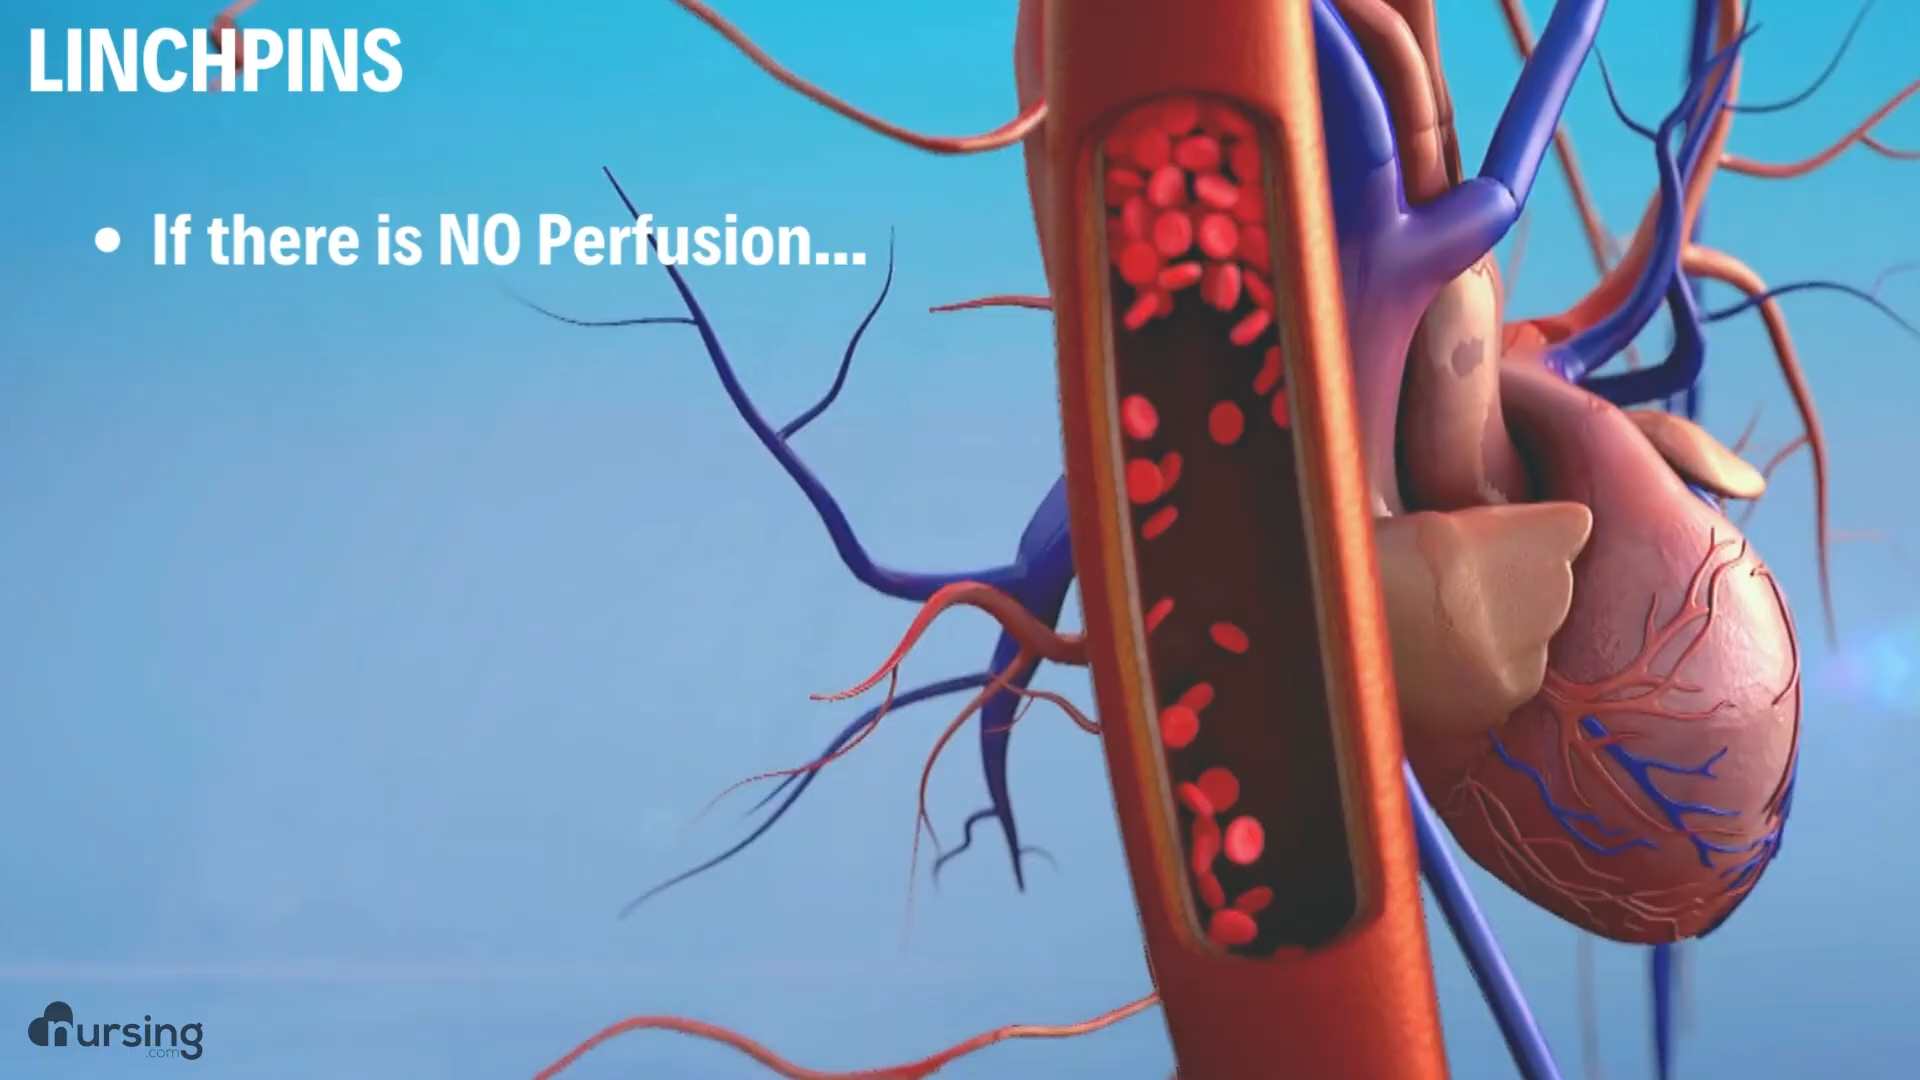 LINCHPINS
• If there is NO Perfusion...
nursing
.com